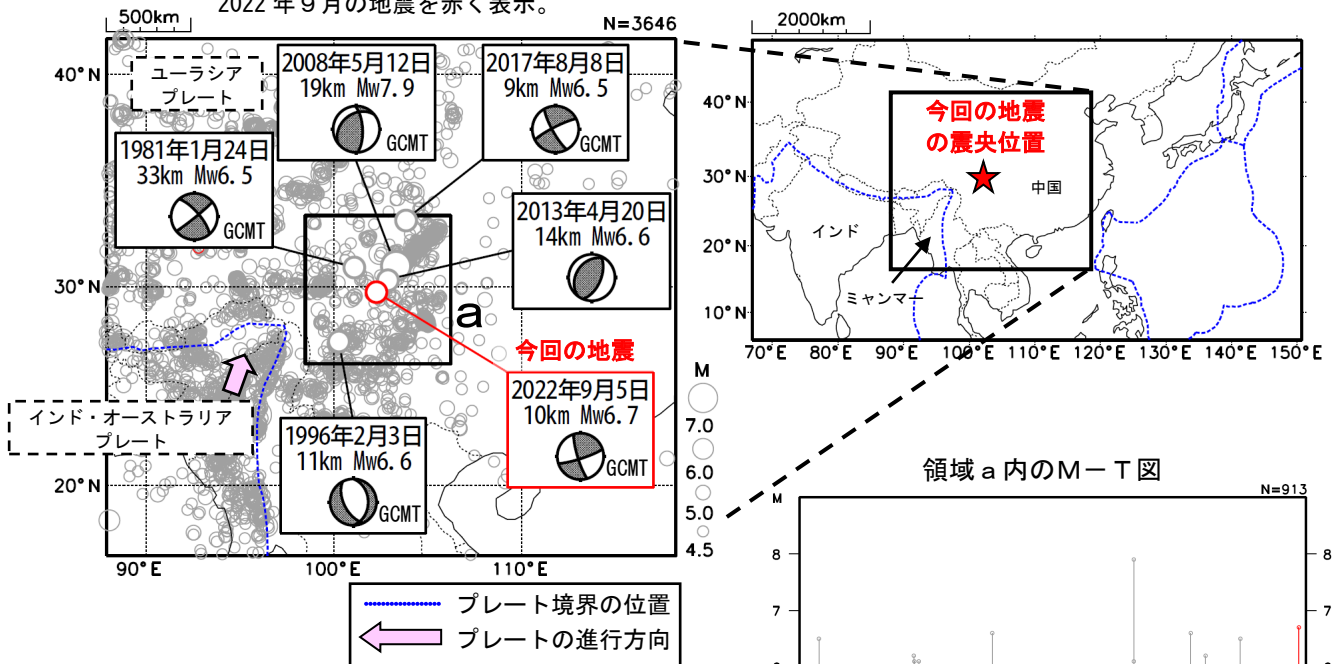 2022年9月の地震を赤く表示。
500km
N=3646
40°N
30°N
20°N
90°E
100°E
110°E
ユーラシア
プレート
2008年5月12日
19km Mw7.9
GCMT
2017年8月8日
9km Mw6.5
GCMT
1981年1月24日
33km Mw6.5
GCMT
2013年4月20日
14km Mw6.6
GCMT
a
今回の地震
2022年9月5日
10km Mw6.7
GCMT
インド・オーストラリア
プレート
1996年2月3日
11km Mw6.6
GCMT
M
7.0
6.0
5.0
4.5
プレート境界の位置
プレートの進行方向
2000km
40°N
30°N
20°N
10°N
70°E
80°E
90°E
100°E
110°E
120°E
130°E
140°E
150°E
今回の地震
の震央位置
中国
インド
ミャンマー
領域a内のM－T図
M
N=913
8
8
7
7